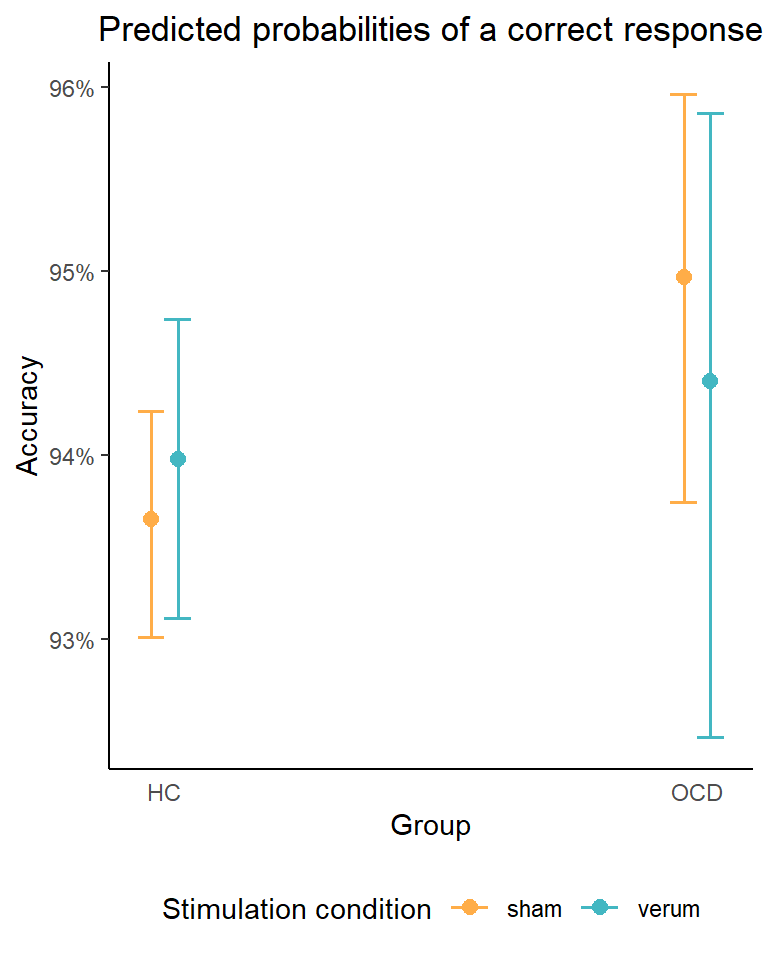 Predicted probabilities of a correct response
96%
95%
94%
93%
Accuracy
HC OCD
Group
Stimulation condition sham verum